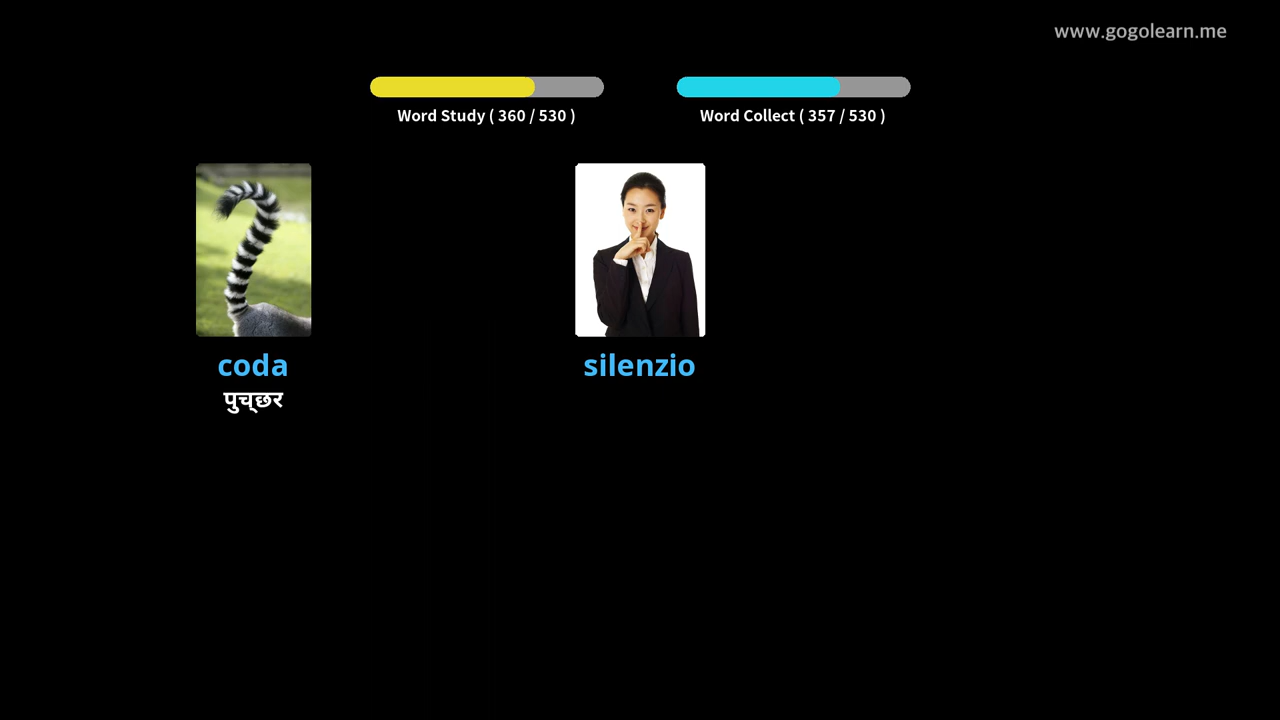 www.gogolearn.me
Word Study ( 360 / 530 )
Word Collect ( 357 / 530 )
coda
silenzio
पुच्छर